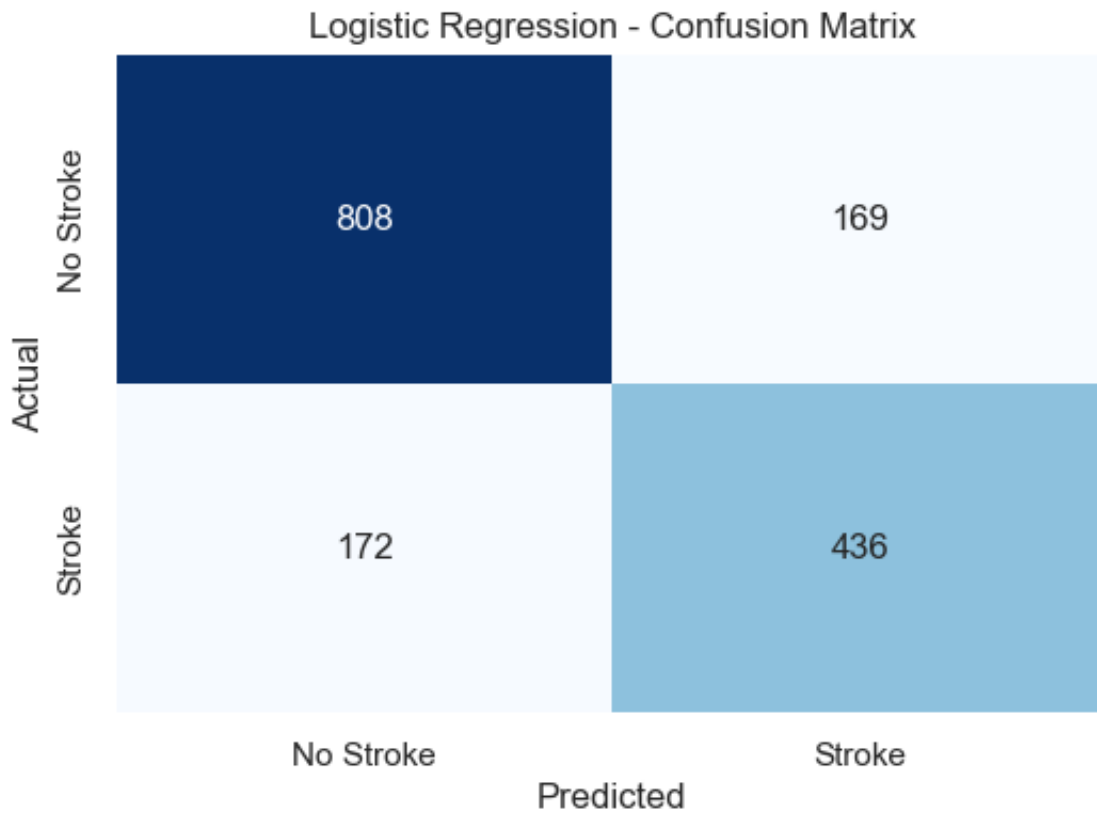 Logistic Regression - Confusion Matrix
Actual
No Stroke
808
169
Stroke
172
436
No Stroke
Stroke
Predicted